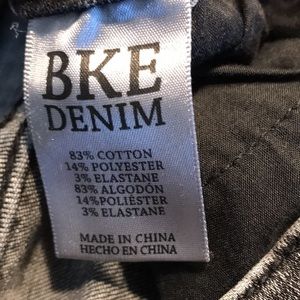 BKE
DENIM
83% COTTON
14% POLYESTER
3% ELASTANE
83% ALGODÓN
14%POLIÉSTER
3% ELASTANE
MADE IN CHINA
HECHO EN CHINA